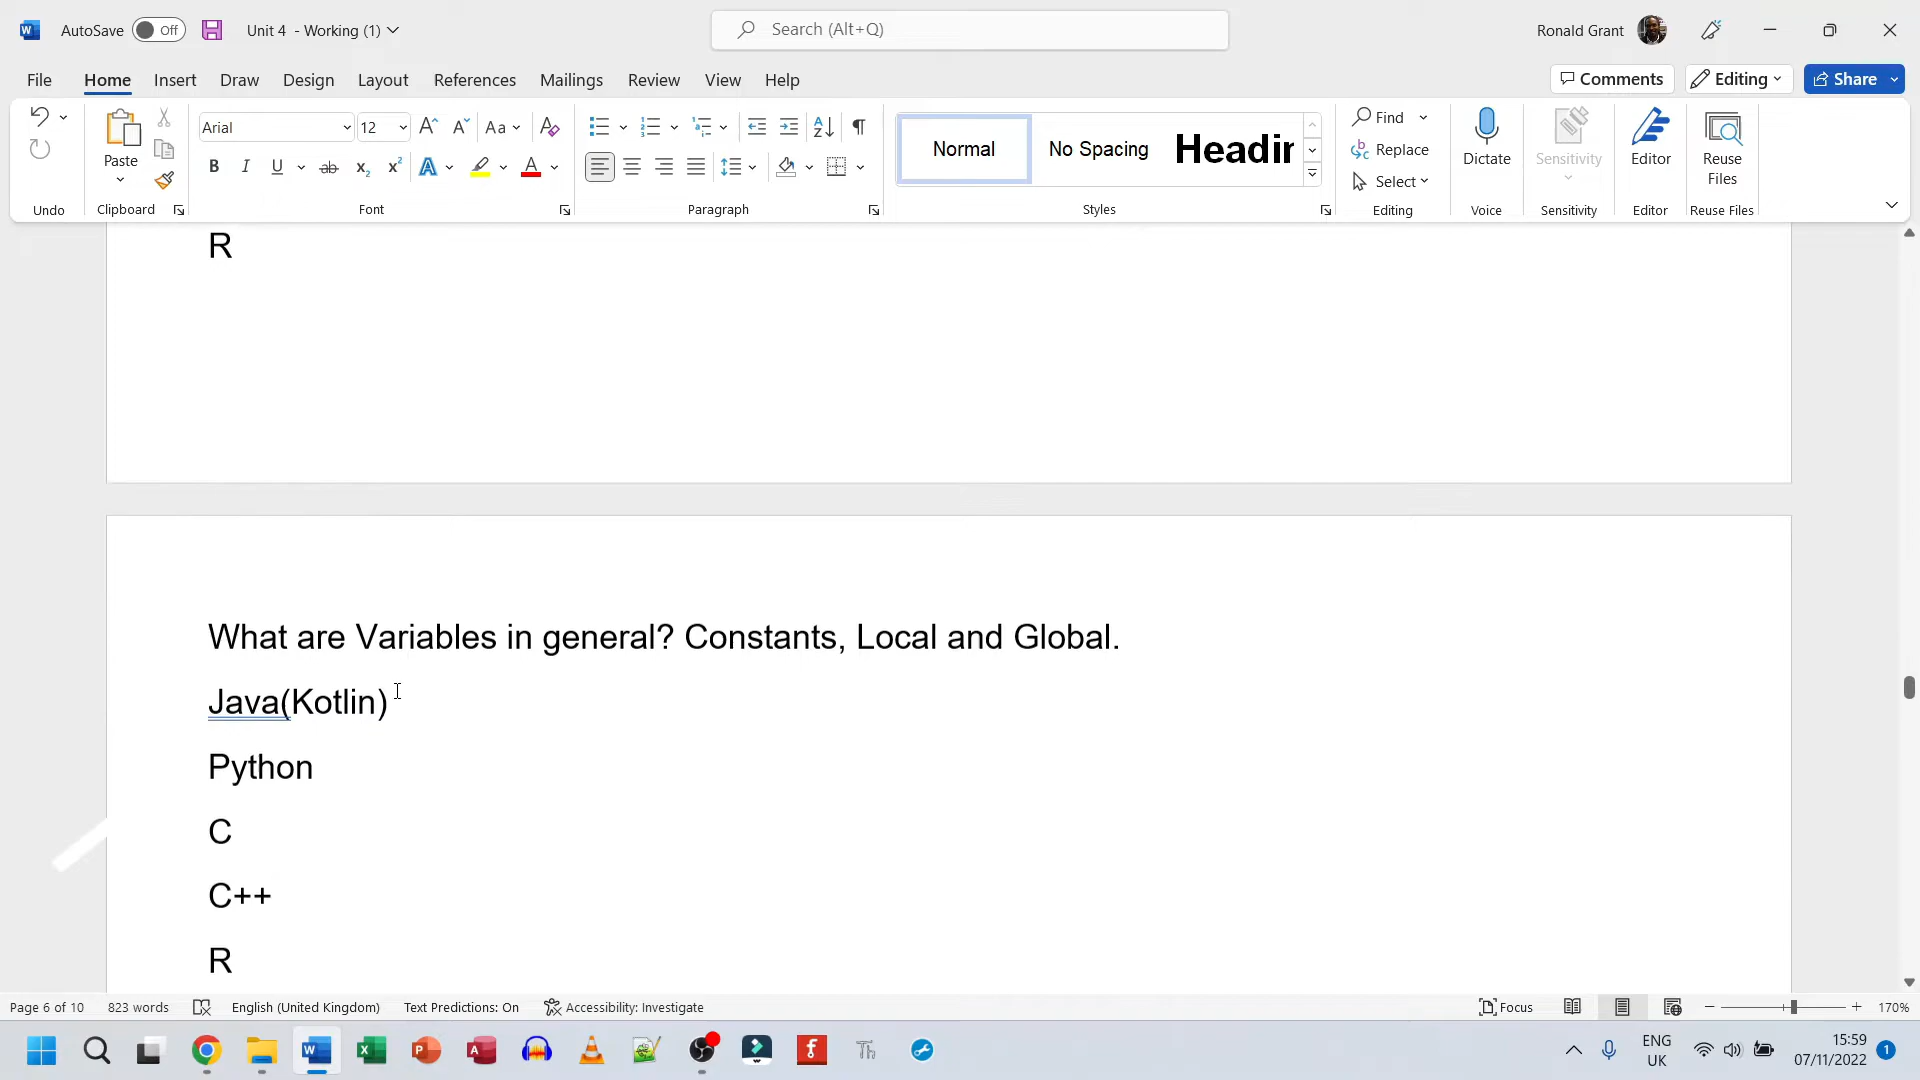 AutoSave Off Unit 4 - Working (1) Search (Alt+Q) Ronald Grant
File Home Insert Draw Design Layout References Mailings Review View Help Comments Editing Share
Arial 12 Aa Normal No Spacing Headir Find
Paste Replace Dictate Sensitivity Editor Reuse Files
B I U ab x₂ x² A A Select
Undo Clipboard Font Paragraph Styles Editing Voice Sensitivity Editor Reuse Files
R
What are Variables in general? Constants, Local and Global.
Java(Kotlin)
Python
C
C++
R
Page 6 of 10 823 words English (United Kingdom) Text Predictions: On Accessibility: Investigate Focus 170%
ENG UK 15:59 07/11/2022 1